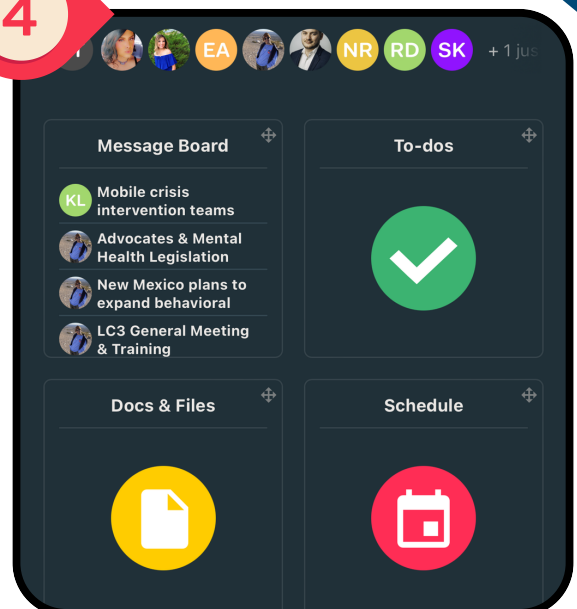 4
EA
NR
RD
SK
+ 1 jus
Message Board
KL
Mobile crisis
intervention teams
Advocates & Mental
Health Legislation
New Mexico plans to
expand behavioral
LC3 General Meeting
& Training
To-dos
Docs & Files
Schedule